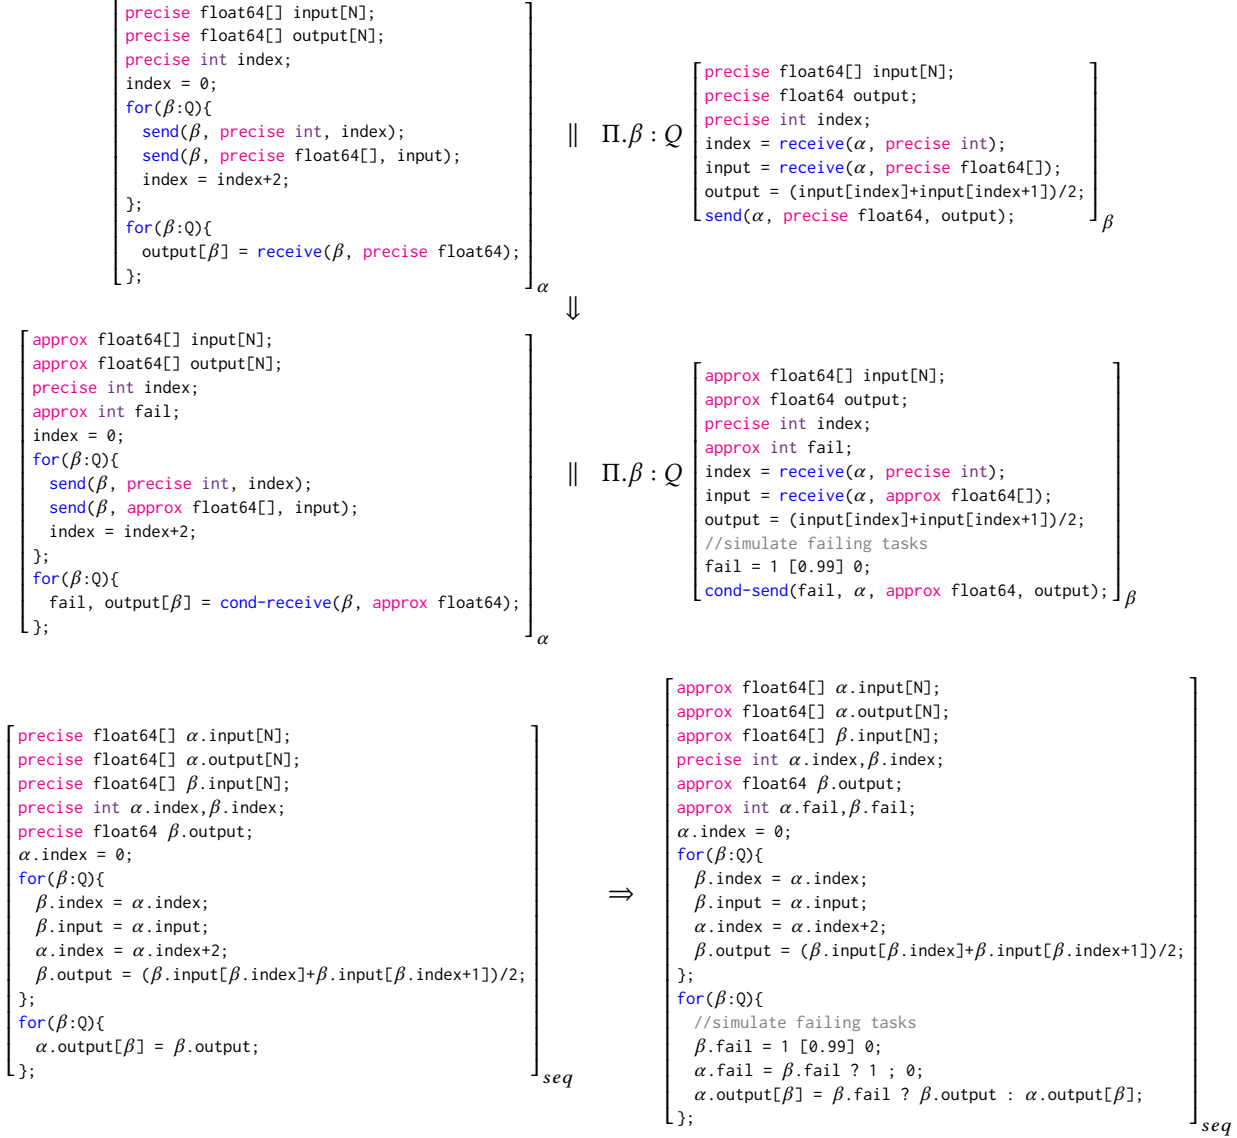 precise float64[] input[N];
precise float64[] output[N];
precise int index;
index = 0;
for(β:Q){
send(β, precise int, index);
send(β, precise float64[], input);
index = index+2;
};
for(β:Q){
output[β] = receive(β, precise float64);
};
α
∥ Π.β : Q
precise float64[] input[N];
precise float64 output;
precise int index;
index = receive(α, precise int);
input = receive(α, precise float64[]);
output = (input[index]+input[index+1])/2;
send(α, precise float64, output);
β
⇓
approx float64[] input[N];
approx float64[] output[N];
precise int index;
approx int fail;
index = 0;
for(β:Q){
send(β, precise int, index);
send(β, approx float64[], input);
index = index+2;
};
for(β:Q){
fail, output[β] = cond-receive(β, approx float64);
};
α
∥ Π.β : Q
approx float64[] input[N];
approx float64 output;
precise int index;
approx int fail;
index = receive(α, precise int);
input = receive(α, approx float64[]);
output = (input[index]+input[index+1])/2;
//simulate failing tasks
fail = 1 [0.99] 0;
cond-send(fail, α, approx float64, output);
β
precise float64[] α.input[N];
precise float64[] α.output[N];
precise float64[] β.input[N];
precise int α.index,β.index;
precise float64 β.output;
α.index = 0;
for(β:Q){
β.index = α.index;
β.input = α.input;
α.index = α.index+2;
β.output = (β.input[β.index]+β.input[β.index+1])/2;
};
for(β:Q){
α.output[β] = β.output;
};
seq
⇒
approx float64[] α.input[N];
approx float64[] α.output[N];
approx float64[] β.input[N];
precise int α.index,β.index;
approx float64 β.output;
approx int α.fail,β.fail;
α.index = 0;
for(β:Q){
β.index = α.index;
β.input = α.input;
α.index = α.index+2;
β.output = (β.input[β.index]+β.input[β.index+1])/2;
};
for(β:Q){
//simulate failing tasks
β.fail = 1 [0.99] 0;
α.fail = β.fail ? 1 ; 0;
α.output[β] = β.fail ? β.output : α.output[β];
};
seq